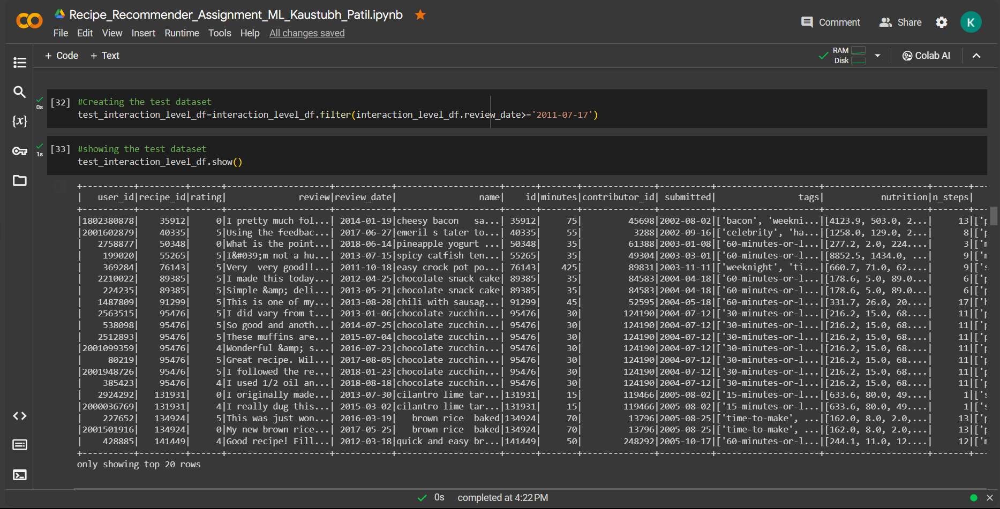 Recipe_Recommender_Assignment_ML_Kaustubh_Patil.ipynb
Comment Share K
File Edit View Insert Runtime Tools Help All changes saved
+ Code + Text
RAM
Disk
Colab AI
[32] #Creating the test dataset
0s
test_interaction_level_df=interaction_level_df.filter(interaction_level_df.review_date>='2011-07-17')
[33] #showing the test dataset
1s
test_interaction_level_df.show()
+----------+---------+------+--------------------+-----------+--------------------+------+-------+--------------+----------+--------------------+--------------------+-------+---
|   user_id|recipe_id|rating|              review|review_date|                name|    id|minutes|contributor_id| submitted|                tags|           nutrition|n_steps|
+----------+---------+------+--------------------+-----------+--------------------+------+-------+--------------+----------+--------------------+--------------------+-------+---
|1802380878|    35912|     0|I pretty much fol...| 2014-01-19|cheesy bacon   sa...| 35912|     75|         45698|2002-08-02|['bacon', 'weekni...|[4123.9, 503.0, 2...|     13|['p
|2001602879|    40335|     5|Using the feedbac...| 2017-06-27|emeril s tater to...| 40335|     55|          3288|2002-09-16|['celebrity', 'ha...|[1258.0, 129.0, 2...|      8|['p
|   2758877|    50348|     0|What is the point...| 2018-06-14|pineapple yogurt ...| 50348|     35|         61388|2003-01-08|['60-minutes-or-l...|[277.2, 2.0, 224....|      3|['m
|    199020|    55265|     5|I&#039;m not a hu...| 2013-07-15|spicy catfish ten...| 55265|     35|         49304|2003-03-01|['60-minutes-or-l...|[8852.5, 1434.0, ...|      9|['m
|    369284|    76143|     5|Very  very good!!...| 2011-10-18|easy crock pot po...| 76143|    425|         89831|2003-11-11|['weeknight', 'ti...|[660.7, 71.0, 62....|      9|['s
|   2210022|    89385|     5|I made this today...| 2012-04-25|chocolate snack cake| 89385|     35|         84583|2004-04-18|['60-minutes-or-l...|[178.6, 5.0, 89.0...|      6|['p
|    224235|    89385|     5|Simple &amp; deli...| 2013-05-21|chocolate snack cake| 89385|     35|         84583|2004-04-18|['60-minutes-or-l...|[178.6, 5.0, 89.0...|      6|['p
|   1487809|    91299|     5|This is one of my...| 2013-08-28|chili with sausag...| 91299|     45|         52595|2004-05-18|['60-minutes-or-l...|[331.7, 26.0, 20....|     17|['h
|   2563515|    95476|     5|I did vary from t...| 2013-01-06|chocolate zucchin...| 95476|     30|        124190|2004-07-12|['30-minutes-or-l...|[216.2, 15.0, 68....|     11|['p
|    538098|    95476|     5|So good and anoth...| 2014-07-25|chocolate zucchin...| 95476|     30|        124190|2004-07-12|['30-minutes-or-l...|[216.2, 15.0, 68....|     11|['p
|   2512893|    95476|     5|These muffins are...| 2015-07-04|chocolate zucchin...| 95476|     30|        124190|2004-07-12|['30-minutes-or-l...|[216.2, 15.0, 68....|     11|['p
|2001099359|    95476|     4|Wonderful &amp; s...| 2016-07-23|chocolate zucchin...| 95476|     30|        124190|2004-07-12|['30-minutes-or-l...|[216.2, 15.0, 68....|     11|['p
|     80219|    95476|     5|Great recipe. Wil...| 2017-08-05|chocolate zucchin...| 95476|     30|        124190|2004-07-12|['30-minutes-or-l...|[216.2, 15.0, 68....|     11|['p
|2001948726|    95476|     5|I followed the re...| 2018-01-23|chocolate zucchin...| 95476|     30|        124190|2004-07-12|['30-minutes-or-l...|[216.2, 15.0, 68....|     11|['p
|    385423|    95476|     4|I used 1/2 oil an...| 2018-08-18|chocolate zucchin...| 95476|     30|        124190|2004-07-12|['30-minutes-or-l...|[216.2, 15.0, 68....|     11|['p
|   2924292|   131931|     0|I originally made...| 2013-07-30|cilantro lime tar...|131931|     15|        119466|2005-08-02|['15-minutes-or-l...|[633.6, 80.0, 49....|      1|['s
|2000036769|   131931|     4|I really dug this...| 2015-03-02|cilantro lime tar...|131931|     15|        119466|2005-08-02|['15-minutes-or-l...|[633.6, 80.0, 49....|      1|['s
|    227652|   134924|     5|This was just won...| 2016-03-19|   brown rice  baked|134924|     70|         13796|2005-08-25|['time-to-make', ...|[162.0, 8.0, 2.0,...|     13|['p
|2001501916|   134924|     0|My new brown rice...| 2017-05-25|   brown rice  baked|134924|     70|         13796|2005-08-25|['time-to-make', ...|[162.0, 8.0, 2.0,...|     13|['p
|    428885|   141449|     4|Good recipe! Fill...| 2012-03-18|quick and easy br...|141449|     50|        248292|2005-10-17|['60-minutes-or-l...|[244.1, 11.0, 12....|     12|['m
+----------+---------+------+--------------------+-----------+--------------------+------+-------+--------------+----------+--------------------+--------------------+-------+---
only showing top 20 rows
0s completed at 4:22 PM